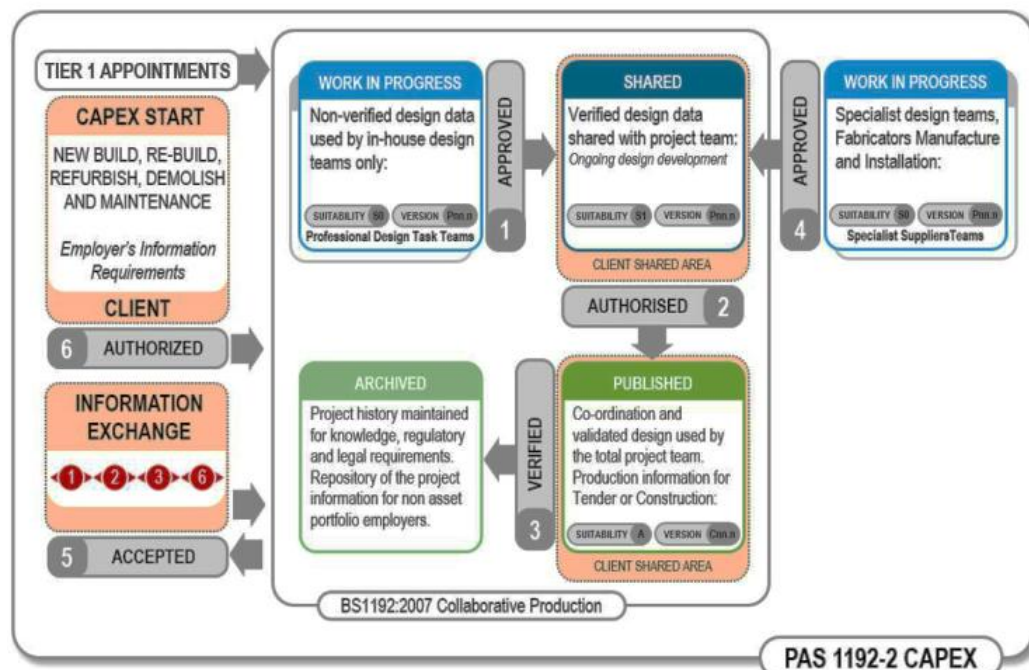 TIER 1 APPOINTMENTS
CAPEX START
NEW BUILD, RE-BUILD,
REFURBISH, DEMOLISH
AND MAINTENANCE
Employer's Information
Requirements
CLIENT
6 AUTHORIZED
INFORMATION
EXCHANGE
1 2 3 6
5 ACCEPTED
WORK IN PROGRESS
Non-verified design data
used by in-house design
teams only:
SUITABILITY S0 VERSION Pnn.n
Professional Design Task Teams
APPROVED
1
SHARED
Verified design data
shared with project team:
Ongoing design development
SUITABILITY S1 VERSION Pnn.n
CLIENT SHARED AREA
APPROVED
4
WORK IN PROGRESS
Specialist design teams,
Fabricators Manufacture
and Installation:
SUITABILITY S0 VERSION Pnn.n
Specialist SuppliersTeams
AUTHORISED 2
ARCHIVED
Project history maintained
for knowledge, regulatory
and legal requirements.
Repository of the project
information for non asset
portfolio employers.
VERIFIED
3
PUBLISHED
Co-ordination and
validated design used by
the total project team.
Production information for
Tender or Construction:
SUITABILITY A VERSION Cnn.n
CLIENT SHARED AREA
BS1192:2007 Collaborative Production
PAS 1192-2 CAPEX